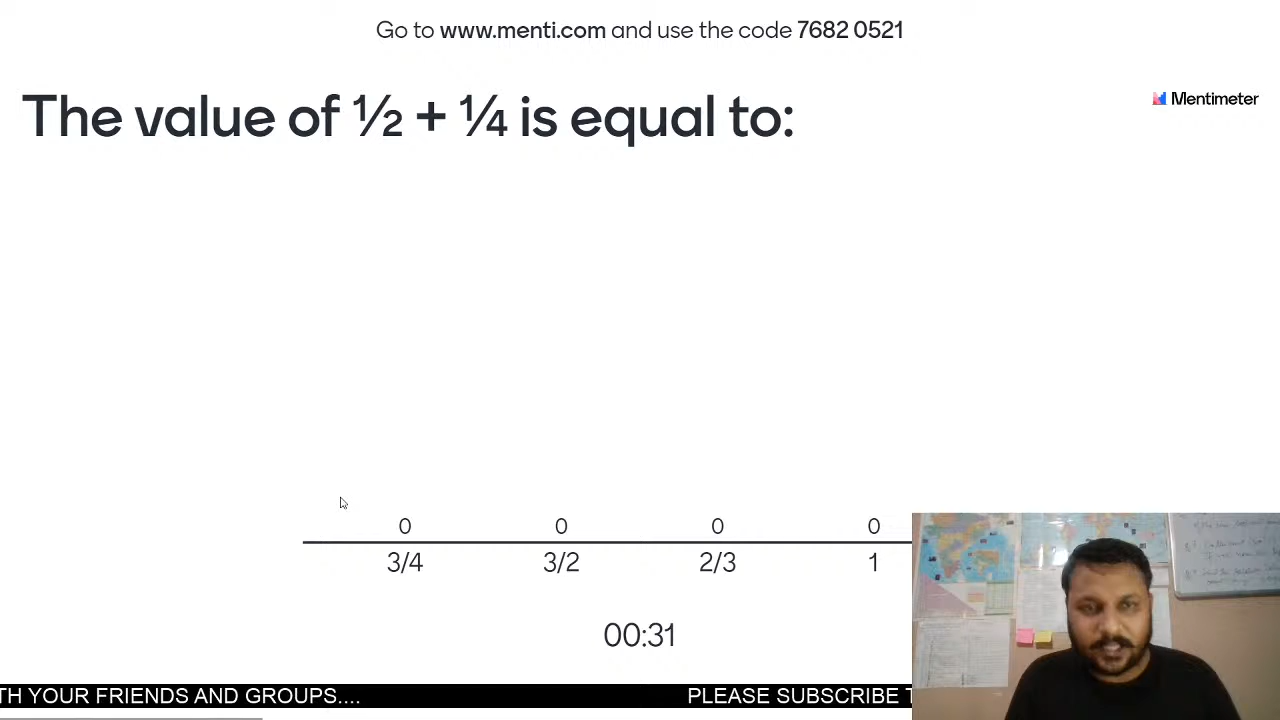 Go to www.menti.com and use the code 7682 0521
Mentimeter
The value of ½ + ¼ is equal to:
0 0 0 0
3/4 3/2 2/3 1
00:31
TH YOUR FRIENDS AND GROUPS.... PLEASE SUBSCRIBE T